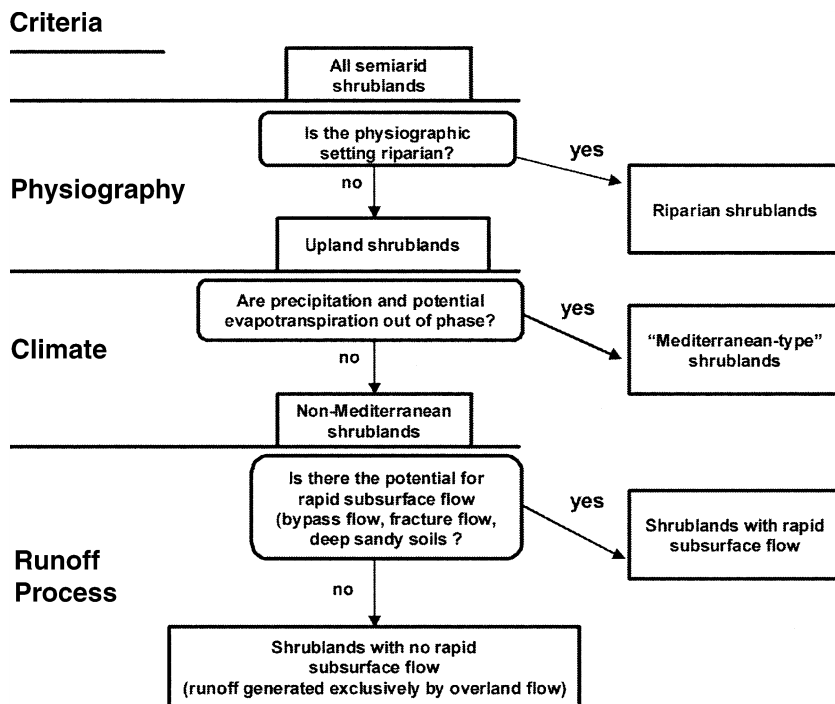 Criteria
All semiarid
shrublands
Is the physiographic
setting riparian?
yes
no
Physiography
Riparian shrublands
Upland shrublands
Are precipitation and potential
evapotranspiration out of phase?
yes
Climate
no
“Mediterranean-type”
shrublands
Non-Mediterranean
shrublands
Is there the potential for
rapid subsurface flow
(bypass flow, fracture flow,
deep sandy soils ?
yes
Shrublands with rapid
subsurface flow
Runoff
Process
no
Shrublands with no rapid
subsurface flow
(runoff generated exclusively by overland flow)